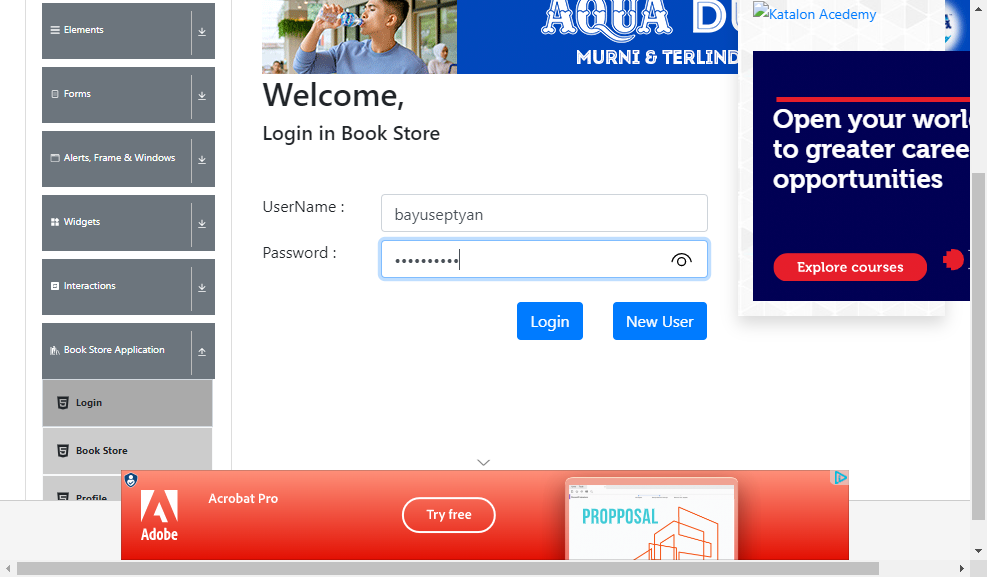 Elements
Forms
Alerts, Frame & Windows
Widgets
Interactions
Book Store Application
Login
Book Store
Profile
AQUA
MURNI & TERLIND
Welcome,
Login in Book Store
UserName :
bayuseptyan
Password :
••••••••••
Login
New User
Katalon Acedemy
Open your worl
to greater caree
opportunities
Explore courses
Adobe
Acrobat Pro
Try free
PROPPOSAL